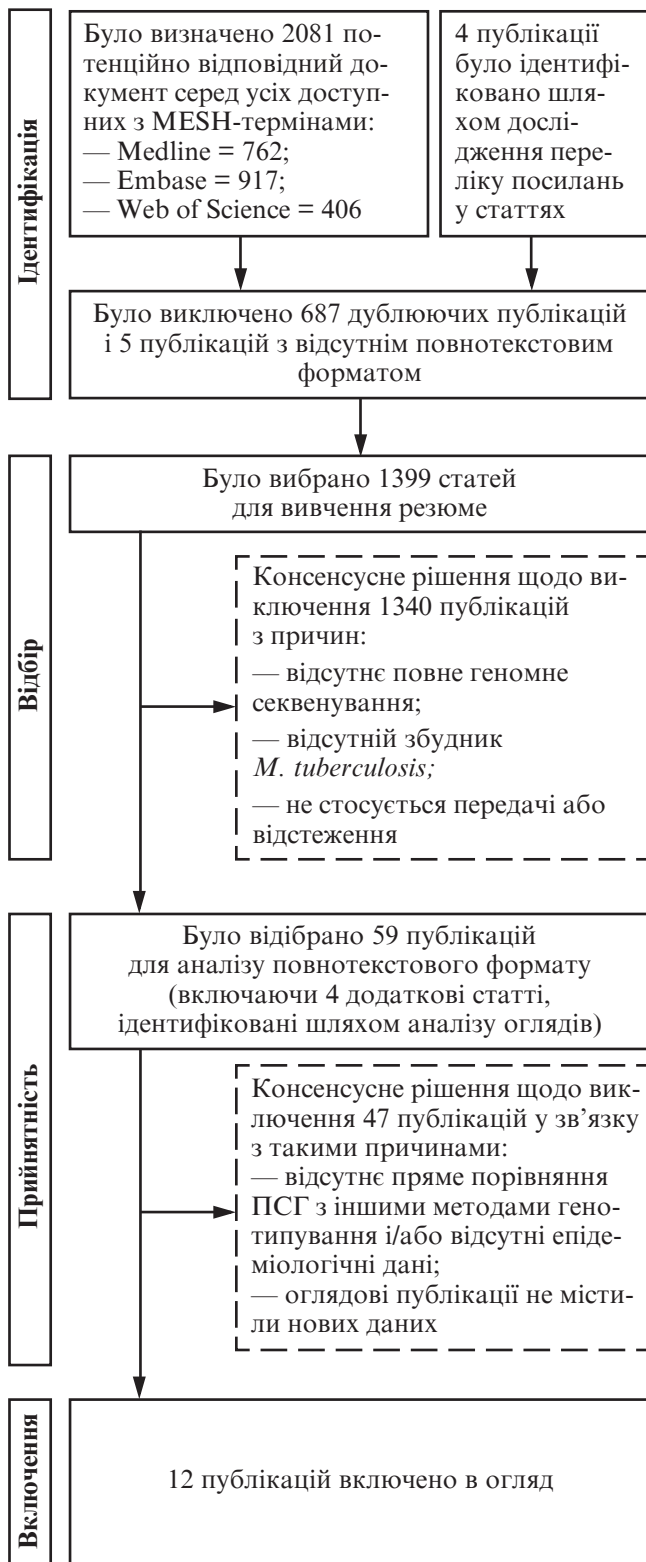 Ідентифікація
Було визначено 2081 по-
тенційно відповідний до-
кумент серед усіх доступ-
них з MESH-термінами:
— Medline = 762;
— Embase = 917;
— Web of Science = 406
4 публікації
було ідентифі-
ковано шля-
хом дослі-
дження пере-
ліку посилань
у статтях
Було виключено 687 дублюючих публікацій
і 5 публікацій з відсутнім повнотекстовим
форматом
Відбір
Було вибрано 1399 статей
для вивчення резюме
Консенсусне рішення щодо ви-
ключення 1340 публікацій
з причин:
— відсутнє повне геномне
секвенування;
— відсутній збудник
M. tuberculosis;
— не стосується передачі або
відстеження
Прийнятність
Було відібрано 59 публікацій
для аналізу повнотекстового формату
(включаючи 4 додаткові статті,
ідентифіковані шляхом аналізу оглядів)
Консенсусне рішення щодо вик-
лючення 47 публікацій у зв’язку
з такими причинами:
— відсутнє пряме порівняння
ПСГ з іншими методами гено-
типування і/або відсутні епіде-
міологічні дані;
— оглядові публікації не місти-
ли нових даних
Включення
12 публікацій включено в огляд